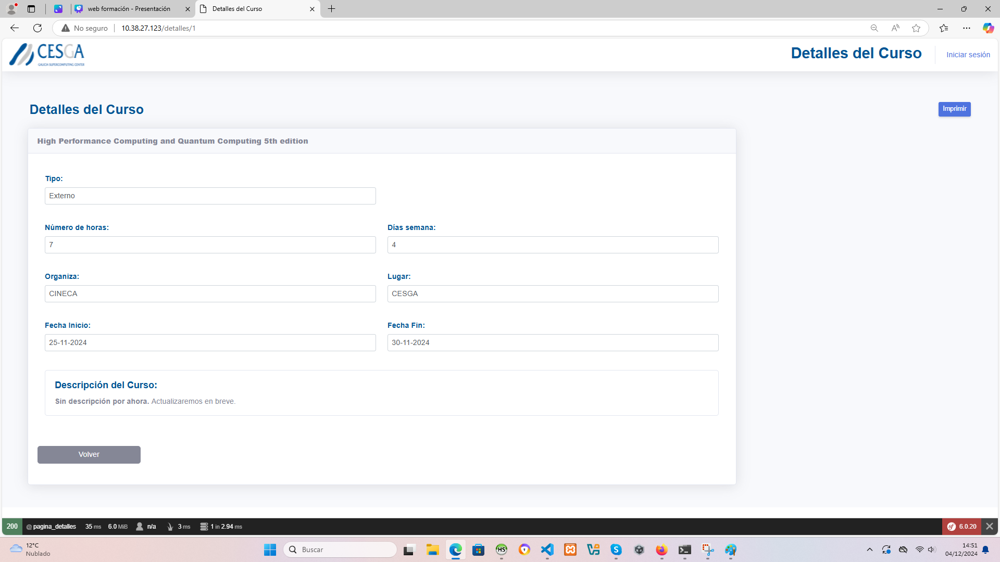 web formación - Presentación
Detalles del Curso
No seguro
10.38.27.123/detalles/1
CESGA
GALICIA SUPERCOMPUTING CENTER
Detalles del Curso
Iniciar sesión
Detalles del Curso
Imprimir
High Performance Computing and Quantum Computing 5th edition
Tipo:
Externo
Número de horas:
Días semana:
7
4
Organiza:
Lugar:
CINECA
CESGA
Fecha Inicio:
Fecha Fin:
25-11-2024
30-11-2024
Descripción del Curso:
Sin descripción por ahora. Actualizaremos en breve.
Volver
200 @ pagina_detalles 35 ms 6.0 MiB n/a 3 ms 1 in 2.94 ms sf 6.0.20
12°C
Nublado
Buscar
HS
14:51
04/12/2024